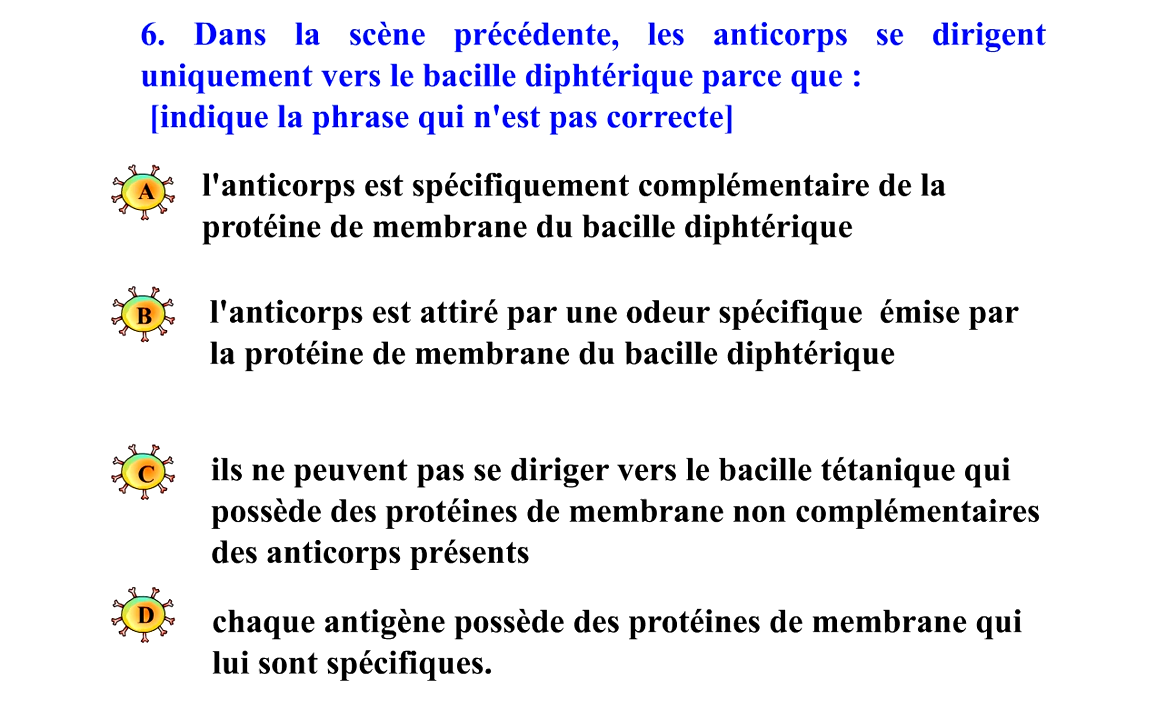 6. Dans la scène précédente, les anticorps se dirigent
uniquement vers le bacille diphtérique parce que :
[indique la phrase qui n'est pas correcte]
A l'anticorps est spécifiquement complémentaire de la
protéine de membrane du bacille diphtérique
B l'anticorps est attiré par une odeur spécifique émise par
la protéine de membrane du bacille diphtérique
C ils ne peuvent pas se diriger vers le bacille tétanique qui
possède des protéines de membrane non complémentaires
des anticorps présents
D chaque antigène possède des protéines de membrane qui
lui sont spécifiques.